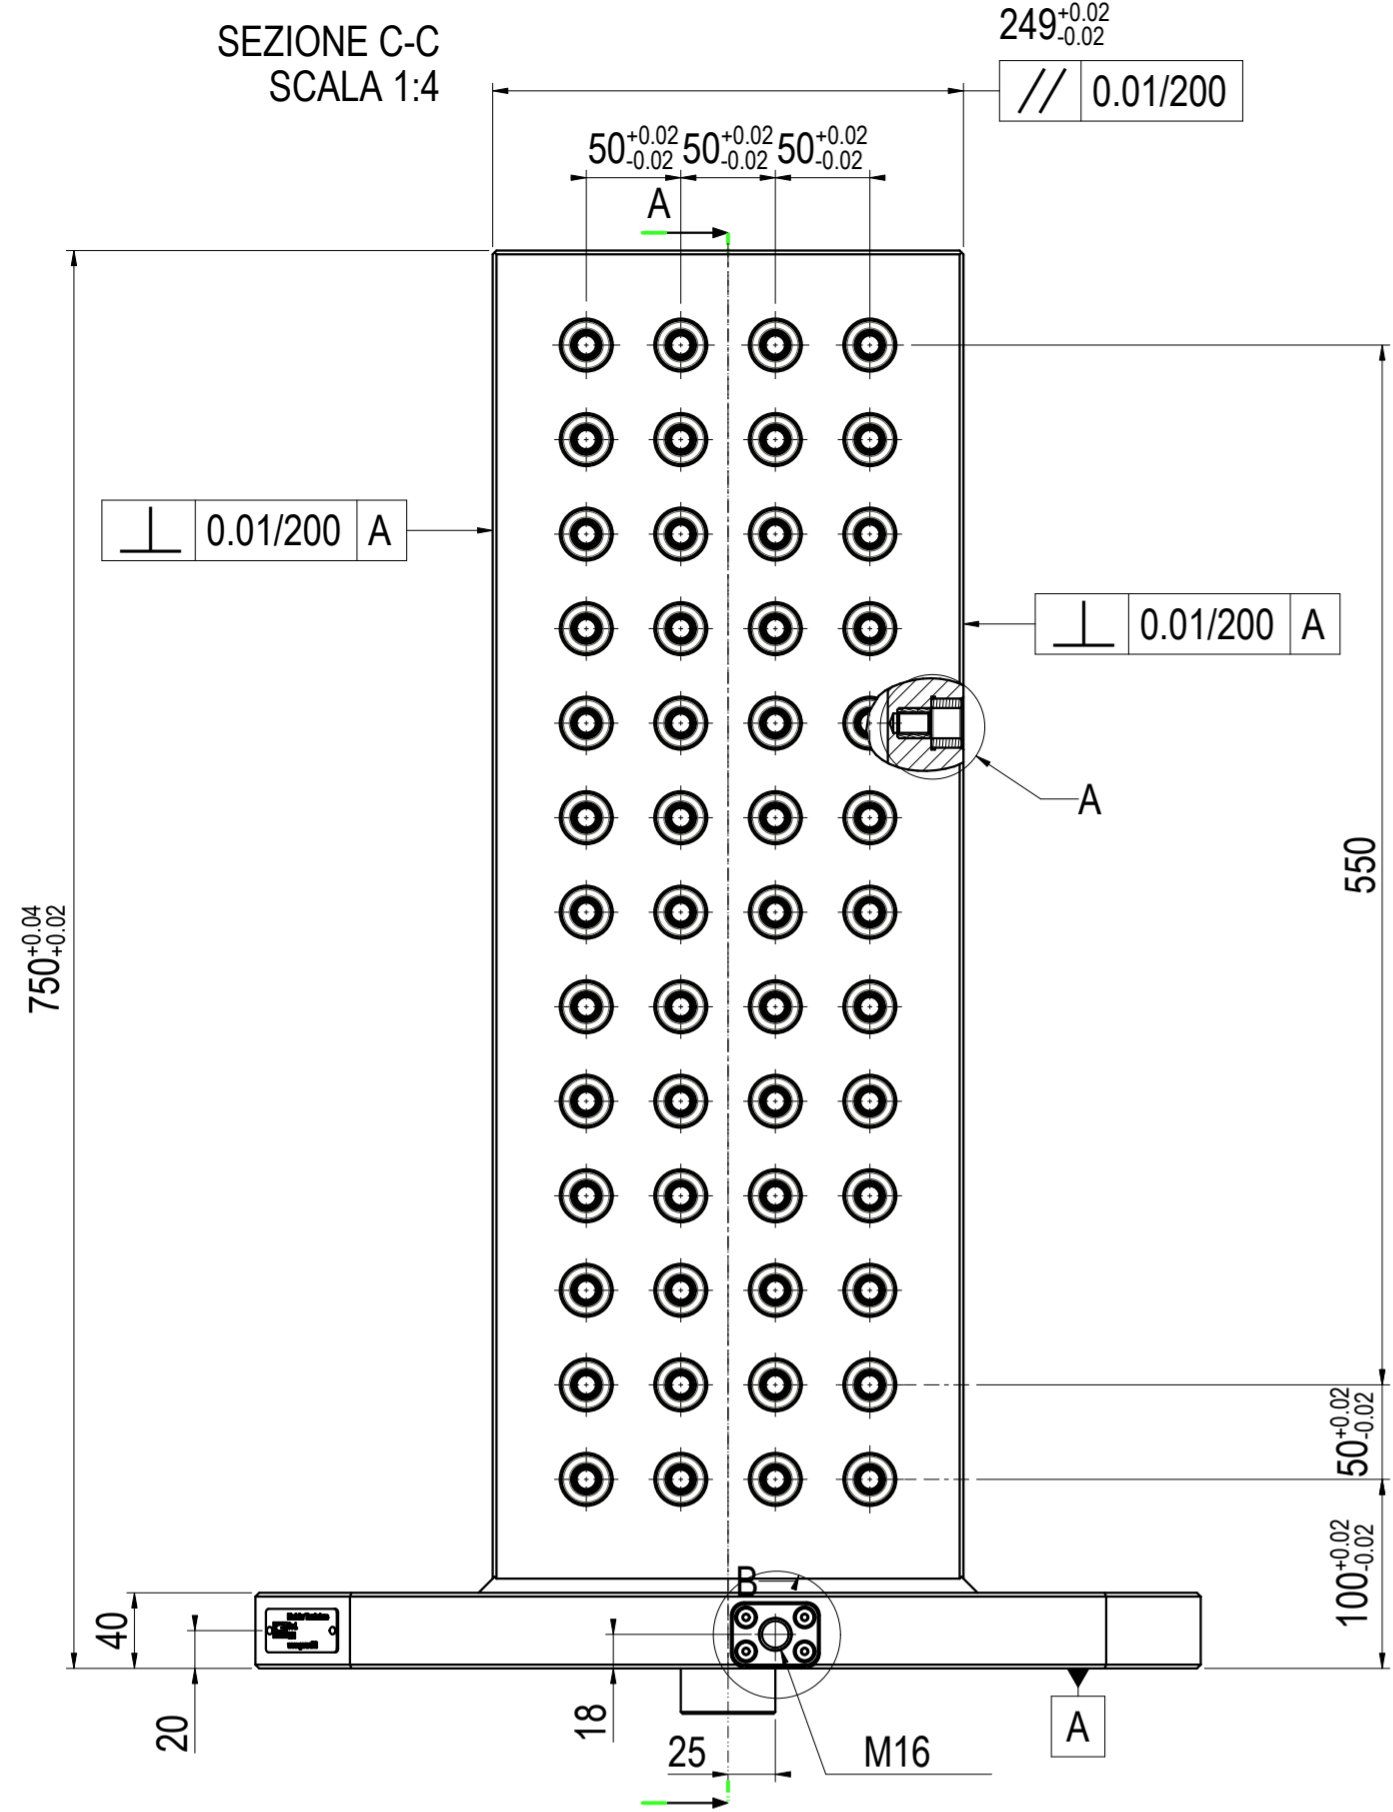 SEZIONE C-C
SCALA 1:4
249 +0.02 -0.02
// 0.01/200
50 +0.02 -0.02 50 +0.02 -0.02 50 +0.02 -0.02
A
⊥ 0.01/200 A
⊥ 0.01/200 A
A
550
750 +0.04 +0.02
50 +0.02 -0.02
100 +0.02 -0.02
B
40
20
18
25
M16
A